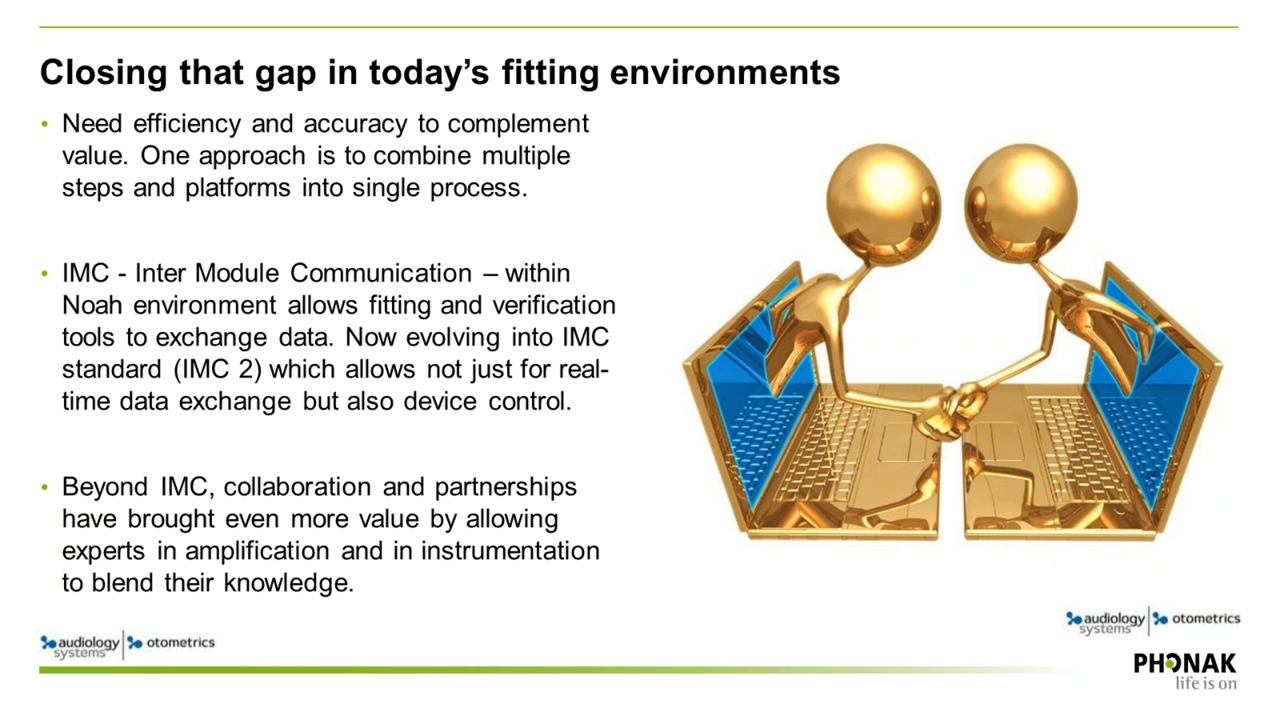 Closing that gap in today’s fitting environments
• Need efficiency and accuracy to complement
value. One approach is to combine multiple
steps and platforms into single process.
• IMC - Inter Module Communication – within
Noah environment allows fitting and verification
tools to exchange data. Now evolving into IMC
standard (IMC 2) which allows not just for real-
time data exchange but also device control.
• Beyond IMC, collaboration and partnerships
have brought even more value by allowing
experts in amplification and in instrumentation
to blend their knowledge.
audiology systems | otometrics
audiology systems | otometrics
PHONAK
life is on